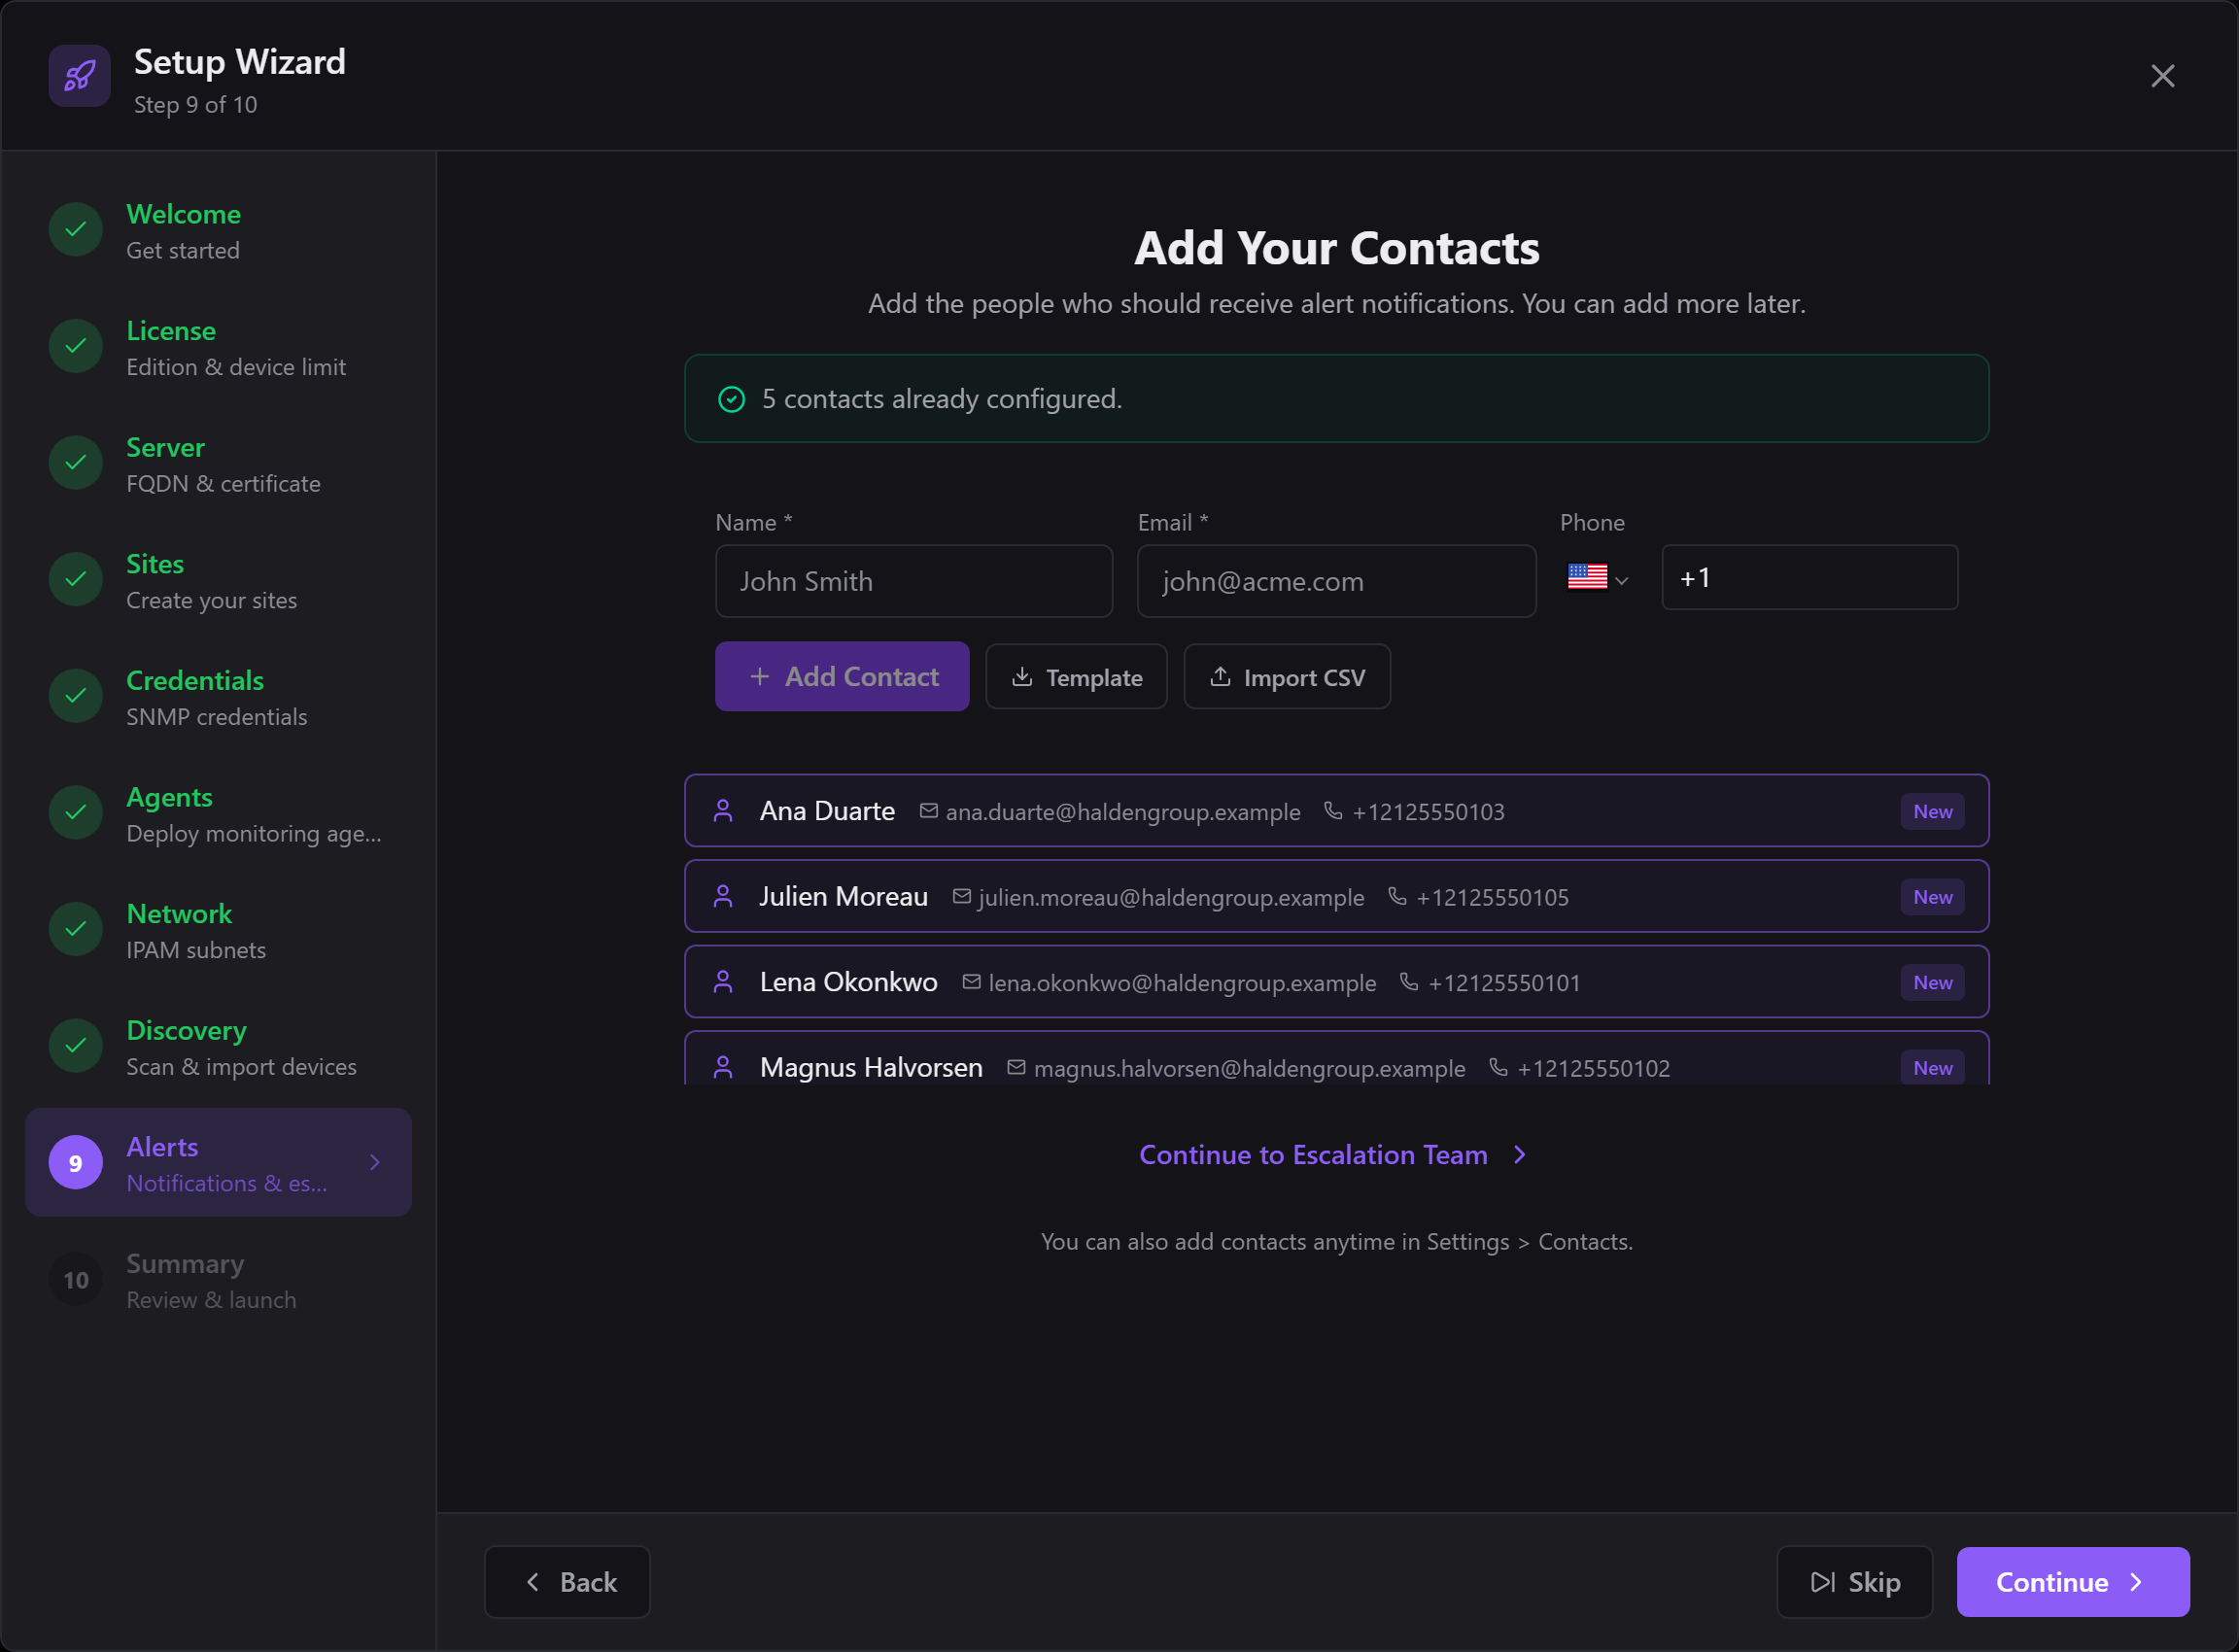 Setup Wizard
Step 9 of 10
Welcome
Get started
License
Edition & device limit
Server
FQDN & certificate
Sites
Create your sites
Credentials
SNMP credentials
Agents
Deploy monitoring age...
Network
IPAM subnets
Discovery
Scan & import devices
9
Alerts
Notifications & es...
10
Summary
Review & launch
Add Your Contacts
Add the people who should receive alert notifications. You can add more later.
5 contacts already configured.
Name * Email * Phone
John Smith john@acme.com +1
Add Contact Template Import CSV
Ana Duarte ana.duarte@haldengroup.example +12125550103 New
Julien Moreau julien.moreau@haldengroup.example +12125550105 New
Lena Okonkwo lena.okonkwo@haldengroup.example +12125550101 New
Magnus Halvorsen magnus.halvorsen@haldengroup.example +12125550102 New
Continue to Escalation Team
You can also add contacts anytime in Settings > Contacts.
Back Skip Continue